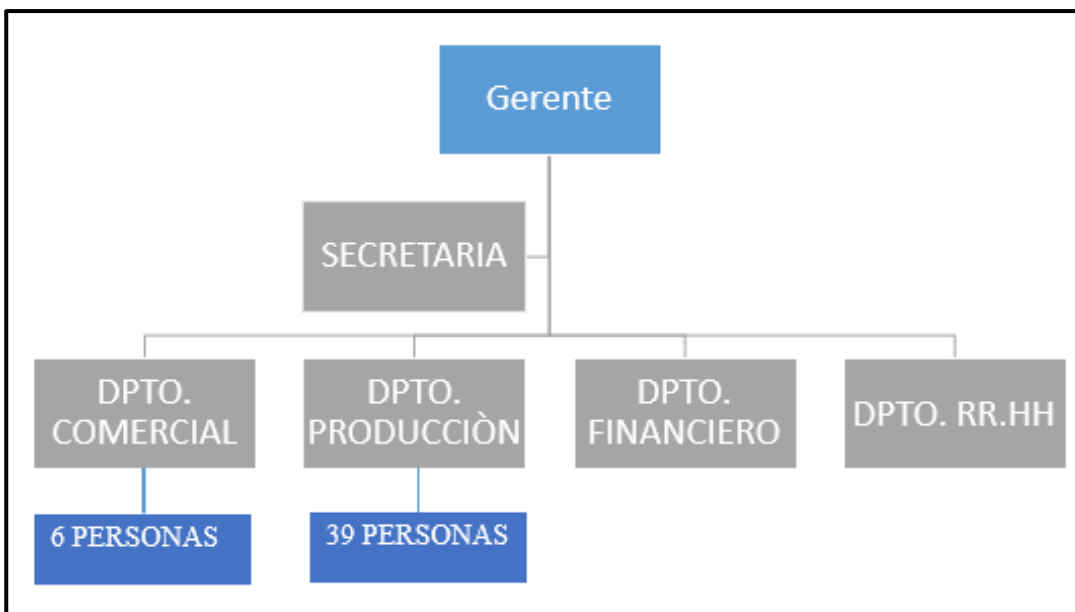 Gerente
SECRETARIA
DPTO.
COMERCIAL
DPTO.
PRODUCCIÒN
DPTO.
FINANCIERO
DPTO. RR.HH
6 PERSONAS
39 PERSONAS